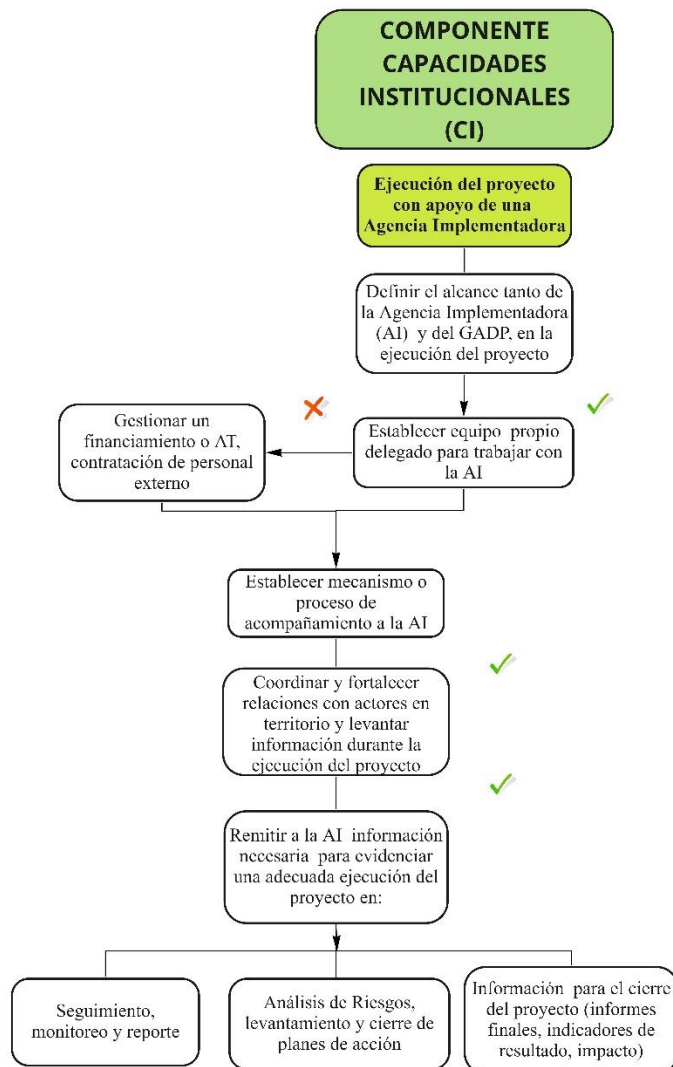 COMPONENTE
CAPACIDADES
INSTITUCIONALES
(CI)
Ejecución del proyecto
con apoyo de una
Agencia Implementadora
Definir el alcance tanto de
la Agencia Implementadora
(AI) y del GADP, en la
ejecución del proyecto
Gestionar un
financiamiento o AT,
contratación de personal
externo
Establecer equipo propio
delegado para trabajar con
la AI
Establecer mecanismo o
proceso de
acompañamiento a la AI
Coordinar y fortalecer
relaciones con actores en
territorio y levantar
información durante la
ejecución del proyecto
Remitir a la AI información
necesaria para evidenciar
una adecuada ejecución del
proyecto en:
Seguimiento,
monitoreo y reporte
Análisis de Riesgos,
levantamiento y cierre de
planes de acción
Información para el cierre
del proyecto (informes
finales, indicadores de
resultado, impacto)